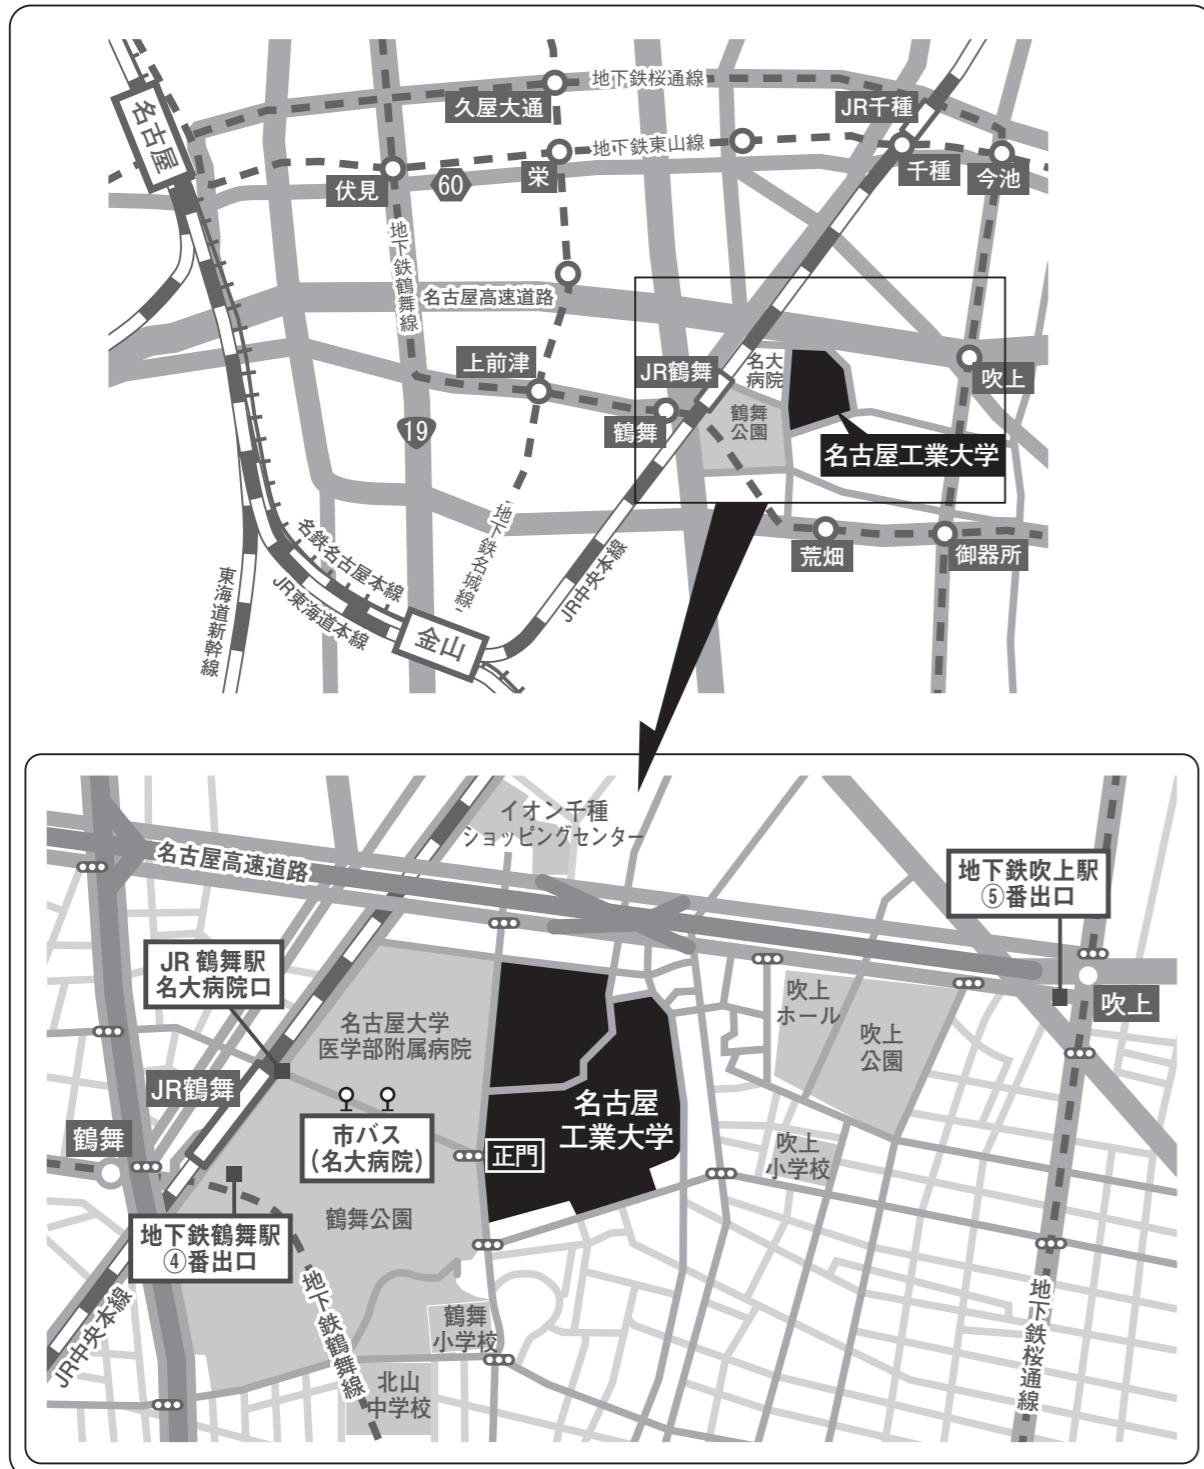 地下鉄桜通線
久屋大通
JR千種
名古屋
地下鉄東山線
伏見
60
栄
千種
今池
地下鉄鶴舞線
名古屋高速道路
上前津
JR鶴舞
名大
病院
吹上
19
鶴舞
鶴舞
公園
名古屋工業大学
地下鉄名城線
荒畑
御器所
名鉄名古屋本線
JR東海道本線
東海道新幹線
JR中央本線
金山
イオン千種
ショッピングセンター
名古屋高速道路
地下鉄吹上駅
⑤番出口
JR 鶴舞駅
名大病院口
吹上
ホール
吹上
名古屋大学
医学部附属病院
吹上
公園
JR鶴舞
名古屋
工業大学
鶴舞
市バス
(名大病院)
正門
吹上
小学校
鶴舞公園
地下鉄鶴舞駅
④番出口
地下鉄鶴舞線
地下鉄桜通線
JR中央本線
鶴舞
小学校
北山
中学校